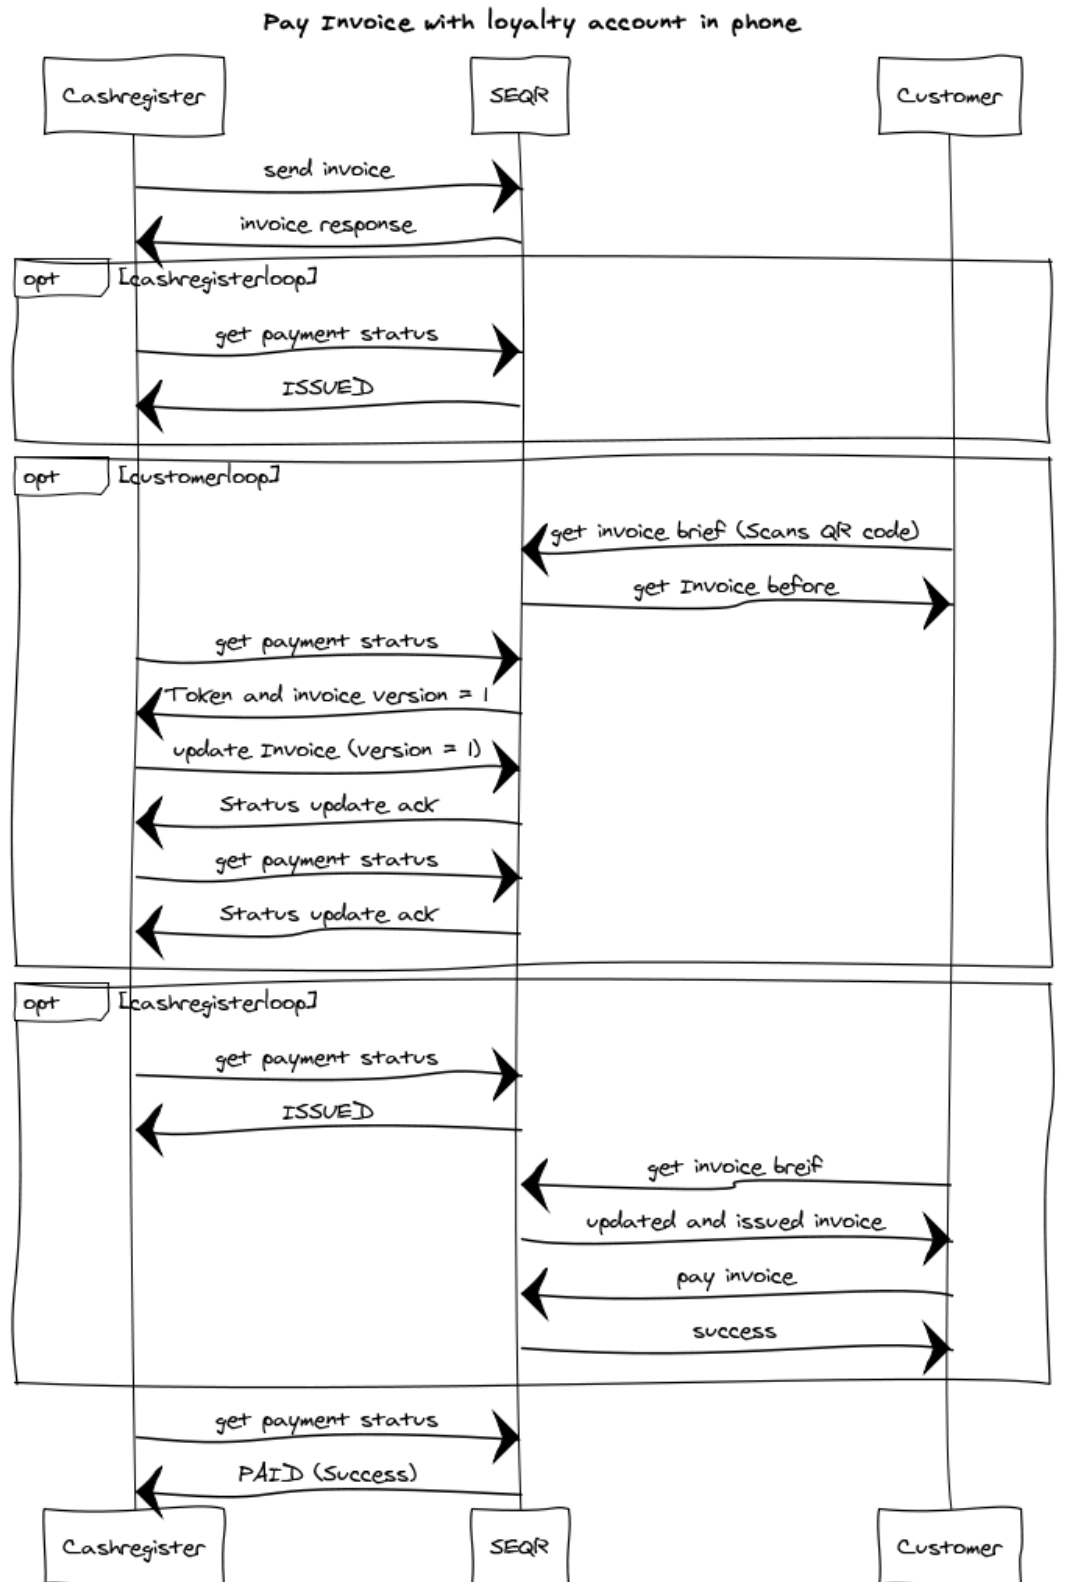 Pay Invoice with loyalty account in phone
Cashregister SEQR Customer
send invoice
invoice response
opt [cashregisterloop]
get payment status
ISSUED
opt [customerloop]
get invoice brief (Scans QR code)
get Invoice before
get payment status
Token and invoice version = 1
update Invoice (version = 1)
Status update ack
get payment status
Status update ack
opt [cashregisterloop]
get payment status
ISSUED
get invoice breif
updated and issued invoice
pay invoice
success
get payment status
PAID (Success)
Cashregister SEQR Customer